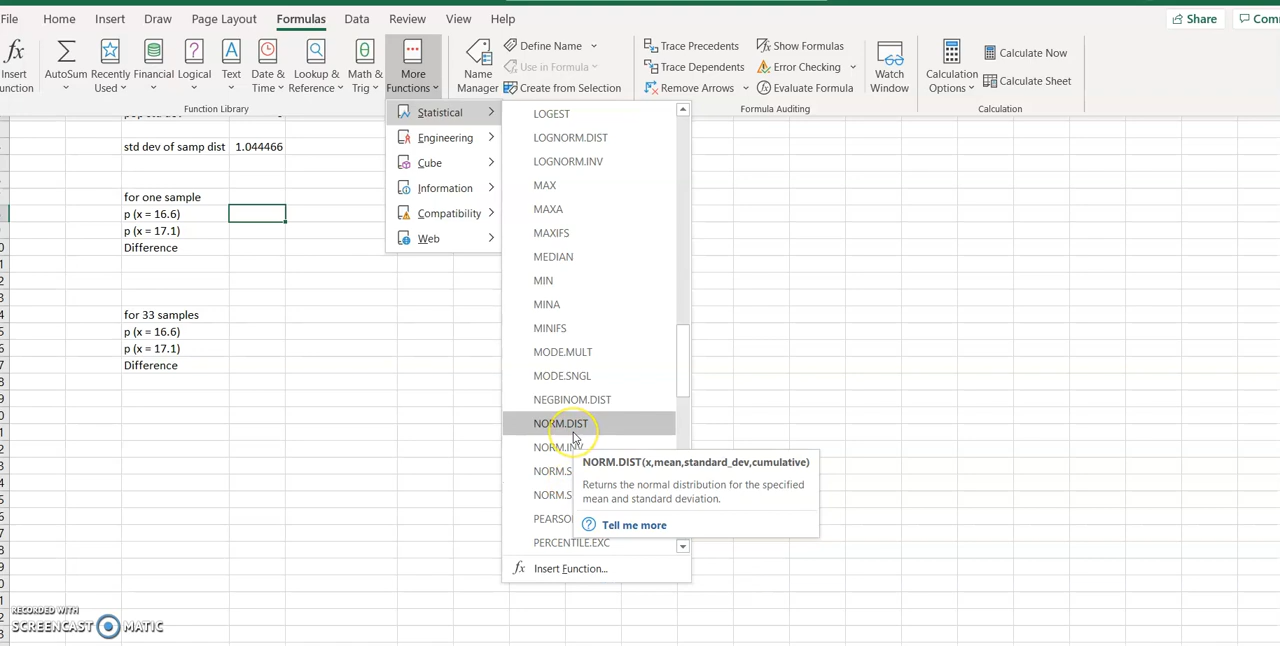 File Home Insert Draw Page Layout Formulas Data Review View Help Share
Insert AutoSum Recently Used Financial Logical Text Date & Time Lookup & Reference Math & Trig More Functions
Name Manager
Define Name
Use in Formula
Create from Selection
Trace Precedents
Trace Dependents
Remove Arrows
Show Formulas
Error Checking
Evaluate Formula
Watch Window
Calculation Options
Calculate Now
Calculate Sheet
Function Library
Formula Auditing
Calculation
Statistical
Engineering
Cube
Information
Compatibility
Web
LOGEST
LOGNORM.DIST
LOGNORM.INV
MAX
MAXA
MAXIFS
MEDIAN
MIN
MINA
MINIFS
MODE.MULT
MODE.SNGL
NEGBINOM.DIST
NORM.DIST
NORM.INV
NORM.S
NORM.S
PEARSO
PERCENTILE.EXC
fx Insert Function...
NORM.DIST(x,mean,standard_dev,cumulative)
Returns the normal distribution for the specified
mean and standard deviation.
Tell me more
std dev of samp dist 1.044466
for one sample
p (x = 16.6)
p (x = 17.1)
Difference
for 33 samples
p (x = 16.6)
p (x = 17.1)
Difference
RECORDED WITH
SCREENCAST MATIC